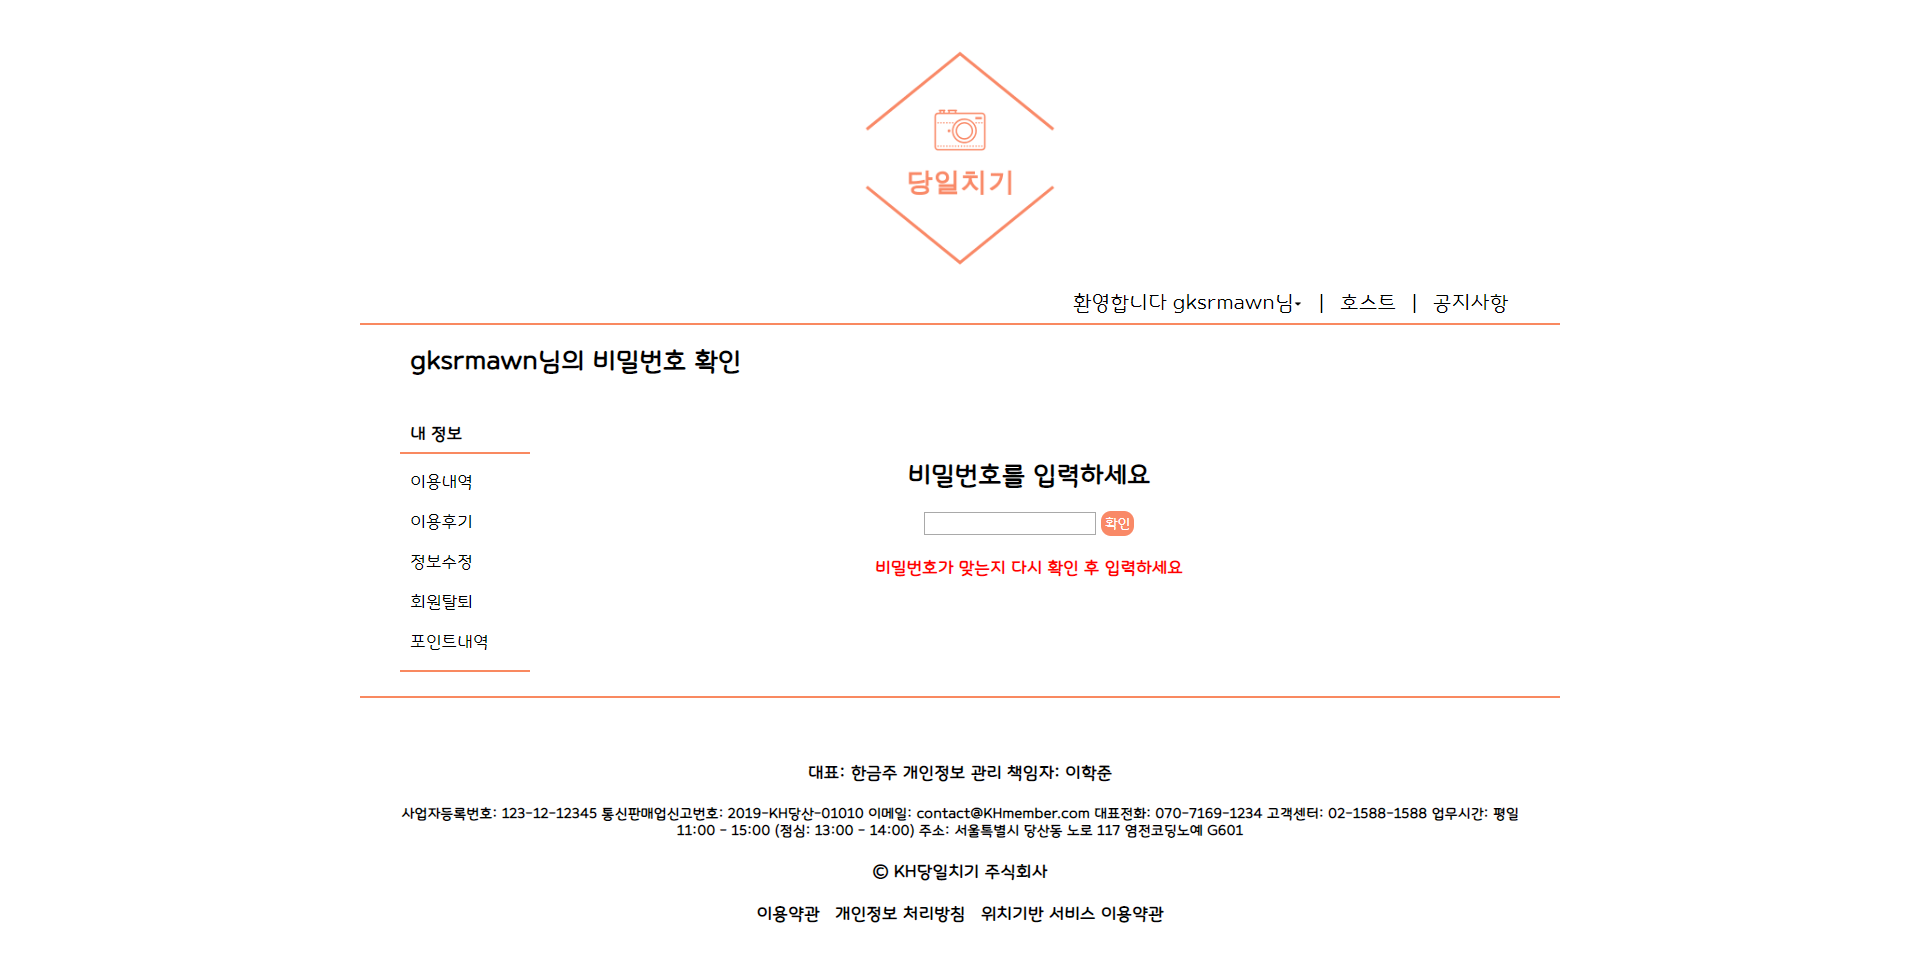 당일치기
환영합니다 gksrmawn님 | 호스트 | 공지사항
gksrmawn님의 비밀번호 확인
내 정보
이용내역
이용후기
정보수정
회원탈퇴
포인트내역
비밀번호를 입력하세요
확인
비밀번호가 맞는지 다시 확인 후 입력하세요
대표: 한금주 개인정보 관리 책임자: 이학준
사업자등록번호: 123-12-12345 통신판매업신고번호: 2019-KH당산-01010 이메일: contact@KHmember.com 대표전화: 070-7169-1234 고객센터: 02-1588-1588 업무시간: 평일
11:00 - 15:00 (점심: 13:00 - 14:00) 주소: 서울특별시 당산동 노로 117 염전코딩노예 G601
© KH당일치기 주식회사
이용약관 개인정보 처리방침 위치기반 서비스 이용약관